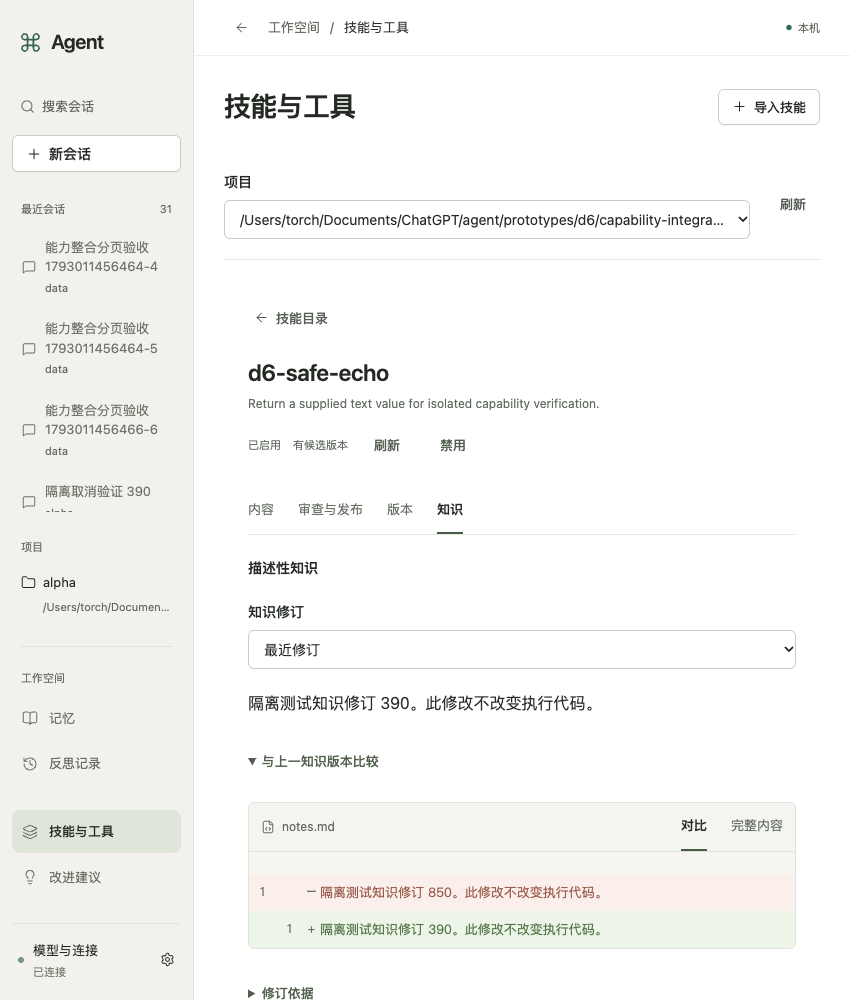 Agent
搜索会话
新会话
最近会话 31
能力整合分页验收
1793011456464-4
data
能力整合分页验收
1793011456464-5
data
能力整合分页验收
1793011456466-6
data
隔离取消验证 390
项目
alpha
/Users/torch/Documen...
工作空间
记忆
反思记录
技能与工具
改进建议
模型与连接
已连接
工作空间 / 技能与工具
本机
技能与工具
导入技能
项目
/Users/torch/Documents/ChatGPT/agent/prototypes/d6/capability-integra...
刷新
技能目录
d6-safe-echo
Return a supplied text value for isolated capability verification.
已启用 有候选版本 刷新 禁用
内容 审查与发布 版本 知识
描述性知识
知识修订
最近修订
隔离测试知识修订 390。此修改不改变执行代码。
与上一知识版本比较
notes.md 对比 完整内容
1 − 隔离测试知识修订 850。此修改不改变执行代码。
1 + 隔离测试知识修订 390。此修改不改变执行代码。
修订依据